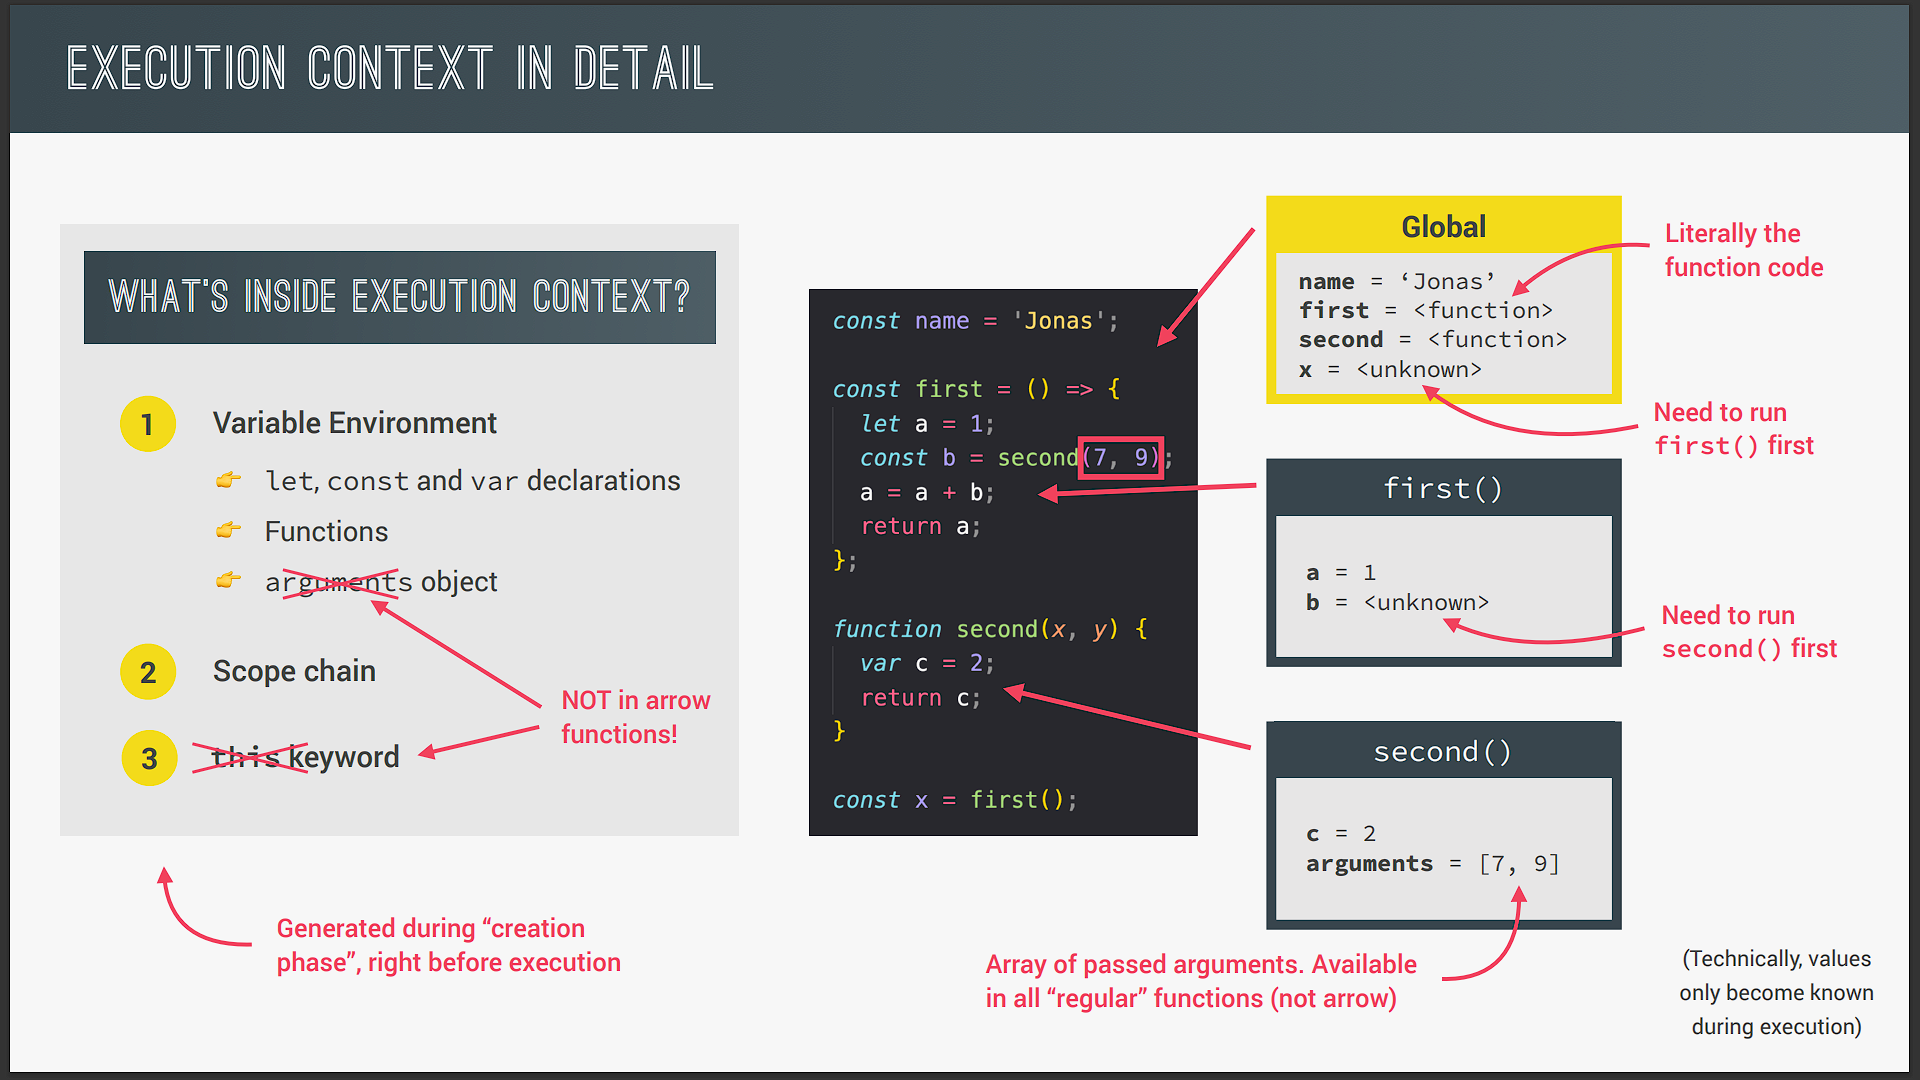 EXECUTION CONTEXT IN DETAIL
WHAT'S INSIDE EXECUTION CONTEXT?
1 Variable Environment
👉 let, const and var declarations
👉 Functions
👉 arguments object
2 Scope chain
NOT in arrow
functions!
3 this keyword
Generated during “creation
phase”, right before execution
const name = 'Jonas';
const first = () => {
let a = 1;
const b = second(7, 9);
a = a + b;
return a;
};
function second(x, y) {
var c = 2;
return c;
}
const x = first();
Global
name = ‘Jonas’
first = <function>
second = <function>
x = <unknown>
Literally the
function code
Need to run
first() first
first()
a = 1
b = <unknown>
Need to run
second() first
second()
c = 2
arguments = [7, 9]
Array of passed arguments. Available
in all “regular” functions (not arrow)
(Technically, values
only become known
during execution)